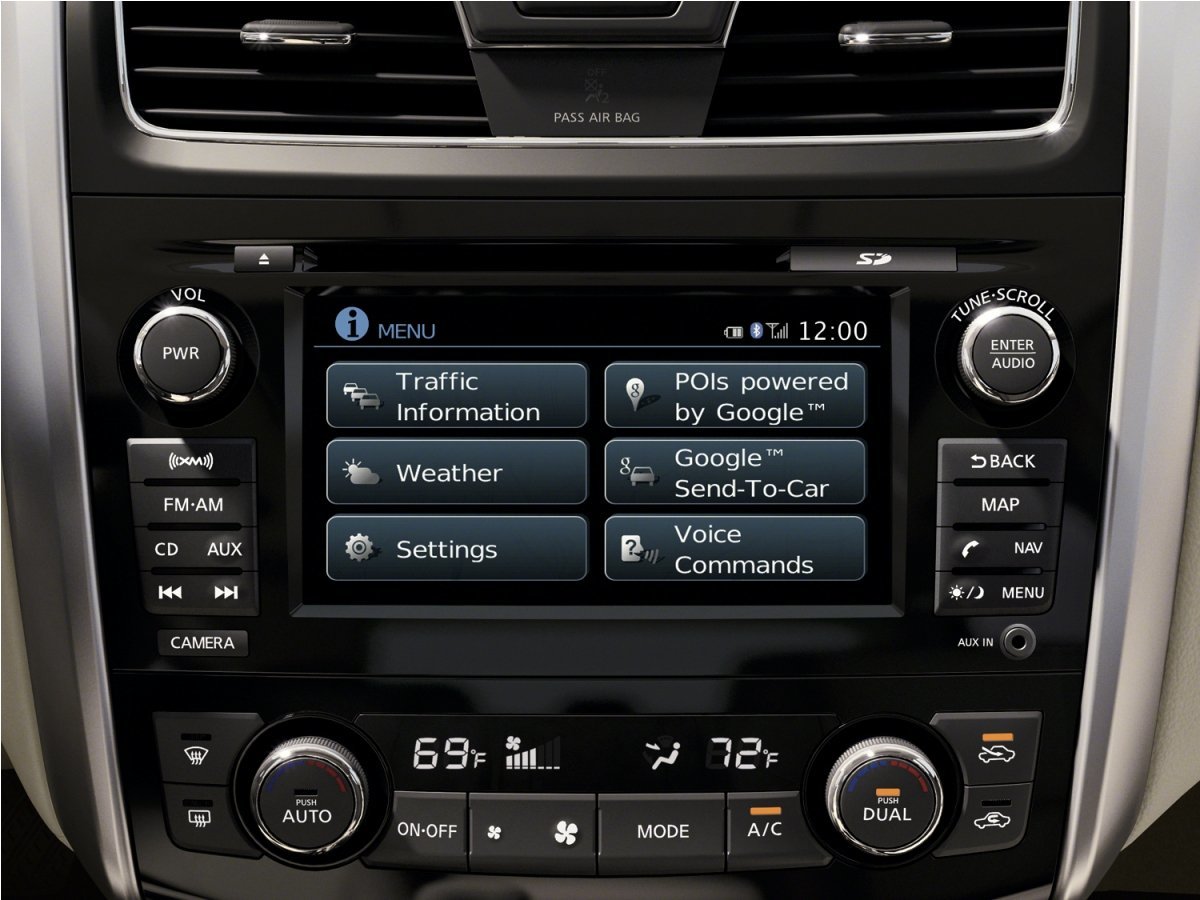 OFF
2
PASS AIR BAG
SD
VOL
PWR
TUNE·SCROLL
ENTER
AUDIO
i MENU
12:00
Traffic
Information
POIs powered
by Google™
Weather
Google™
Send-To-Car
Settings
Voice
Commands
((XM))
FM·AM
CD AUX
CAMERA
BACK
MAP
NAV
MENU
AUX IN
69°F
72°F
PUSH
AUTO
ON·OFF
MODE
A/C
PUSH
DUAL